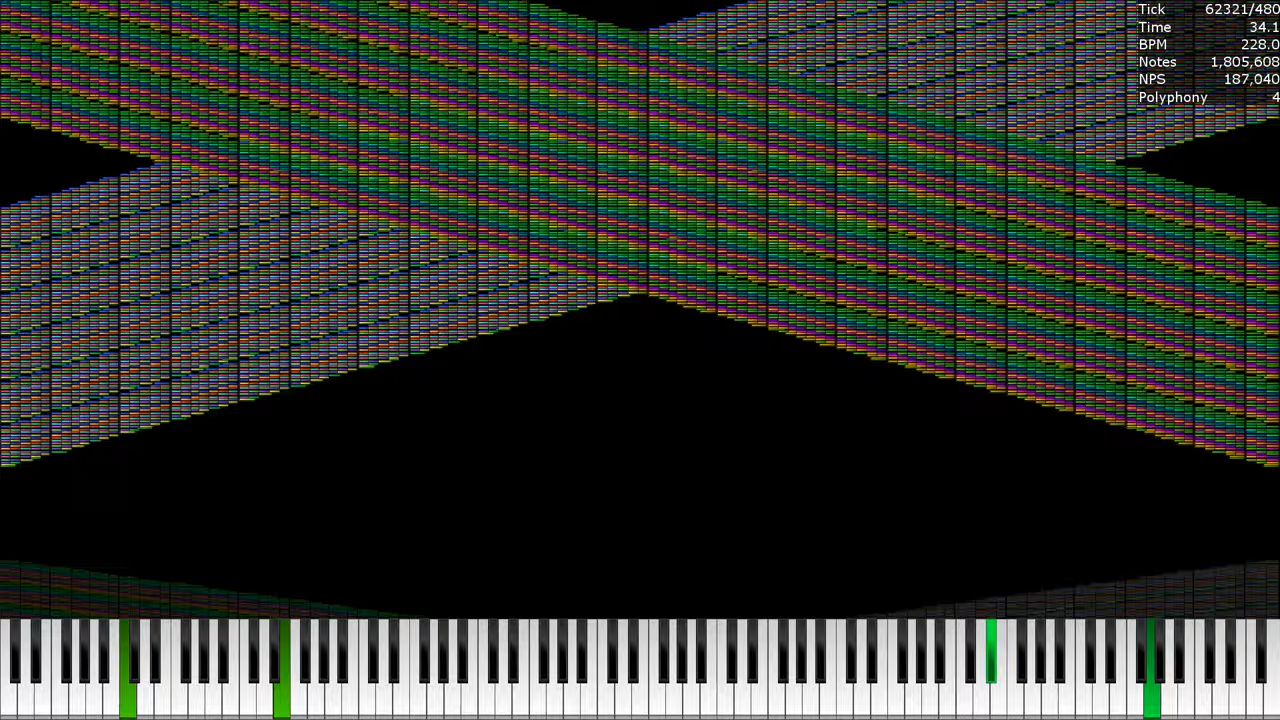 Tick 62321/480
Time 34.1
BPM 228.0
Notes 1,805,608
NPS 187,040
Polyphony 4